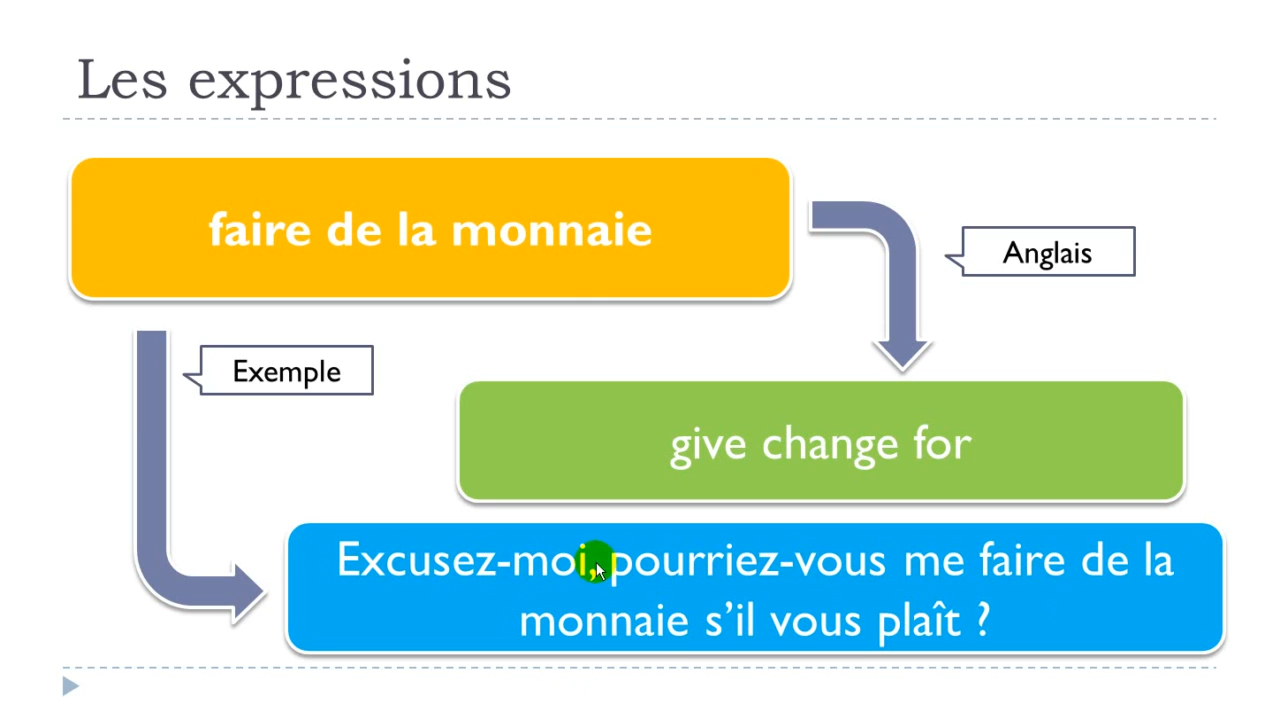 Les expressions
faire de la monnaie
Anglais
Exemple
give change for
Excusez-moi, pourriez-vous me faire de la
monnaie s’il vous plaît ?